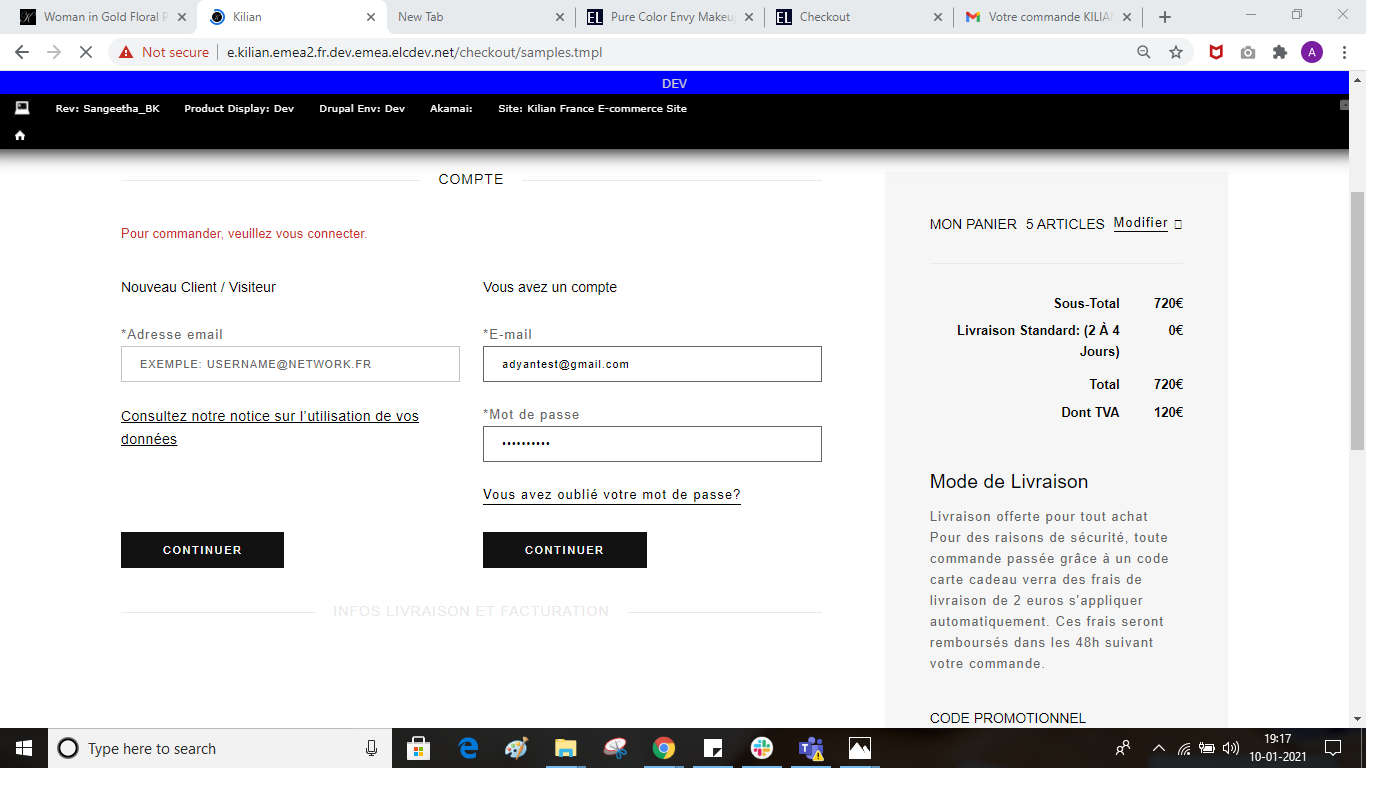 Woman in Gold Floral P
Kilian
New Tab
EL Pure Color Envy Makeu
EL Checkout
Votre commande KILIA
Not secure
e.kilian.emea2.fr.dev.emea.elcdev.net/checkout/samples.tmpl
A
DEV
Rev: Sangeetha_BK Product Display: Dev Drupal Env: Dev Akamai: Site: Kilian France E-commerce Site
COMPTE
Pour commander, veuillez vous connecter.
Nouveau Client / Visiteur
*Adresse email
EXEMPLE: USERNAME@NETWORK.FR
Consultez notre notice sur l'utilisation de vos
données
CONTINUER
Vous avez un compte
*E-mail
adyantest@gmail.com
*Mot de passe
••••••••••
Vous avez oublié votre mot de passe?
CONTINUER
INFOS LIVRAISON ET FACTURATION
MON PANIER 5 ARTICLES Modifier
Sous-Total 720€
Livraison Standard: (2 À 4 0€
Jours)
Total 720€
Dont TVA 120€
Mode de Livraison
Livraison offerte pour tout achat
Pour des raisons de sécurité, toute
commande passée grâce à un code
carte cadeau verra des frais de
livraison de 2 euros s'appliquer
automatiquement. Ces frais seront
remboursés dans les 48h suivant
votre commande.
CODE PROMOTIONNEL
Type here to search
19:17
10-01-2021